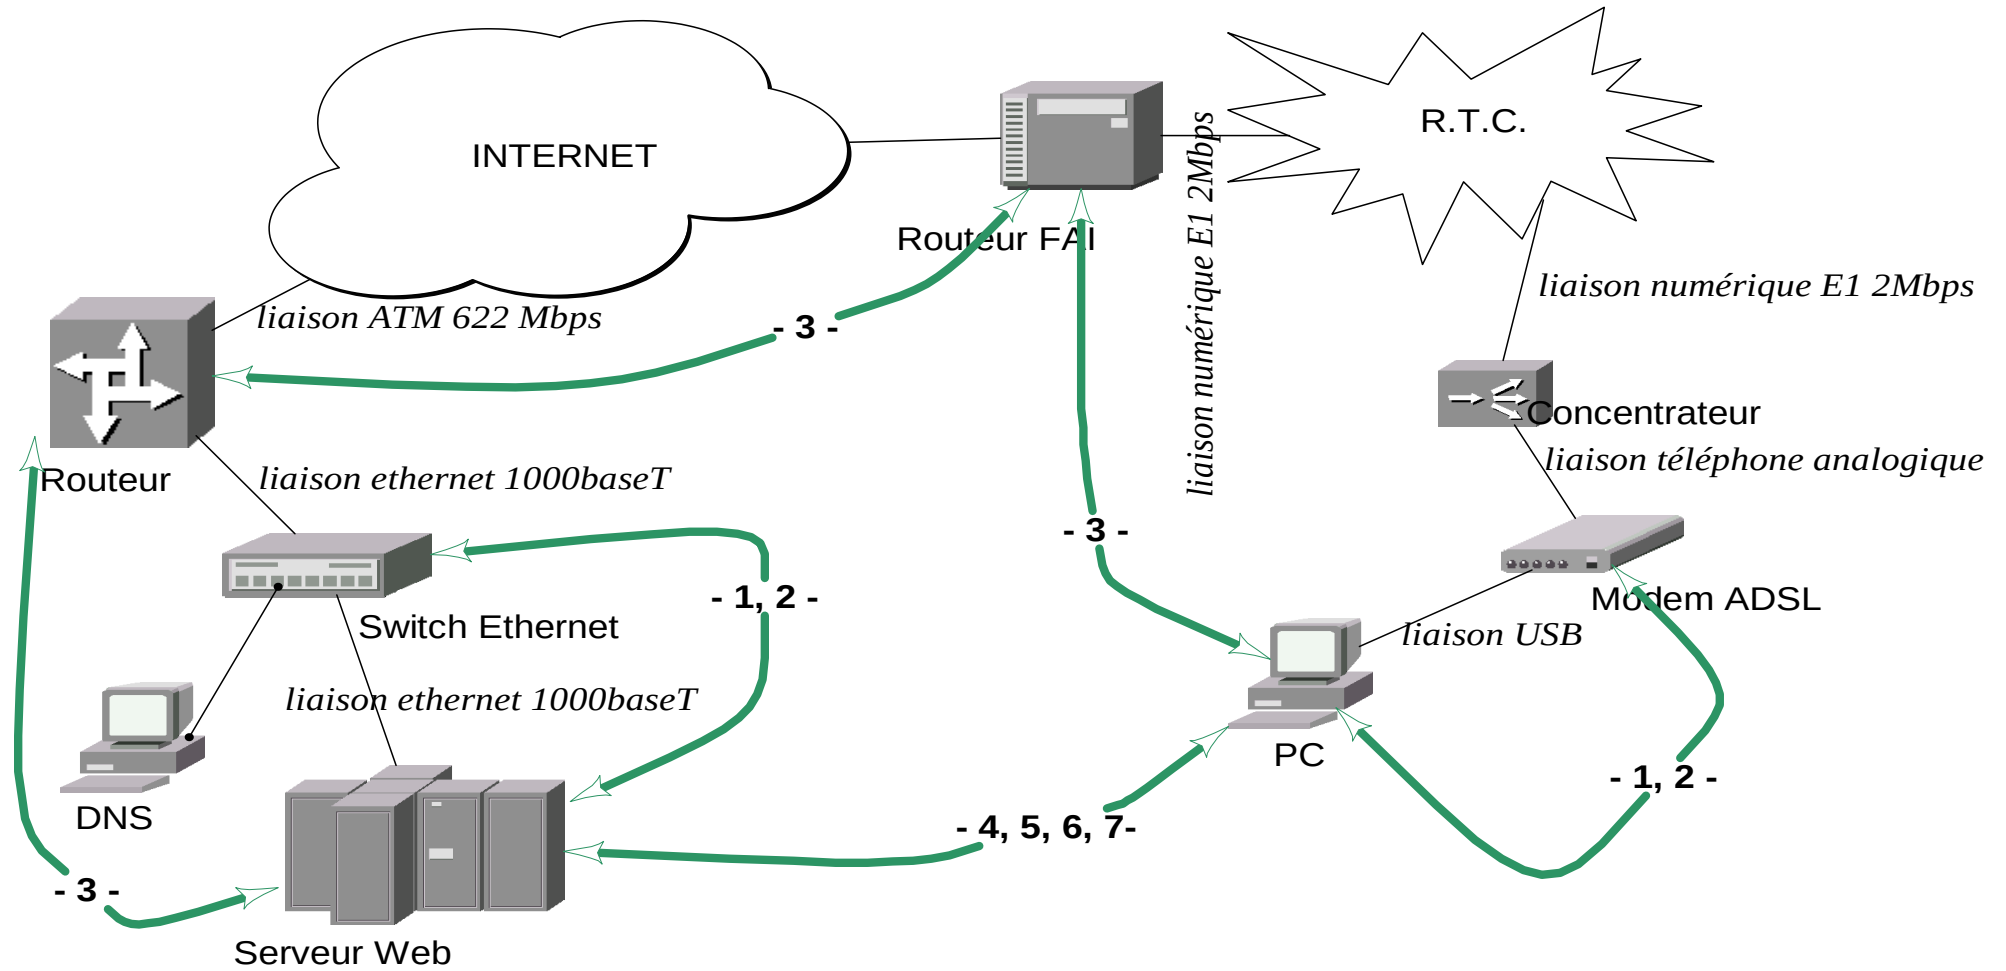 R.T.C.
INTERNET
liaison numérique E1 2Mbps
Routeur FAI
liaison numérique E1 2Mbps
liaison ATM 622 Mbps
- 3 -
Concentrateur
liaison téléphone analogique
Routeur
liaison ethernet 1000baseT
- 3 -
- 1, 2 -
Modem ADSL
Switch Ethernet
liaison USB
liaison ethernet 1000baseT
PC
- 1, 2 -
DNS
- 4, 5, 6, 7-
- 3 -
Serveur Web